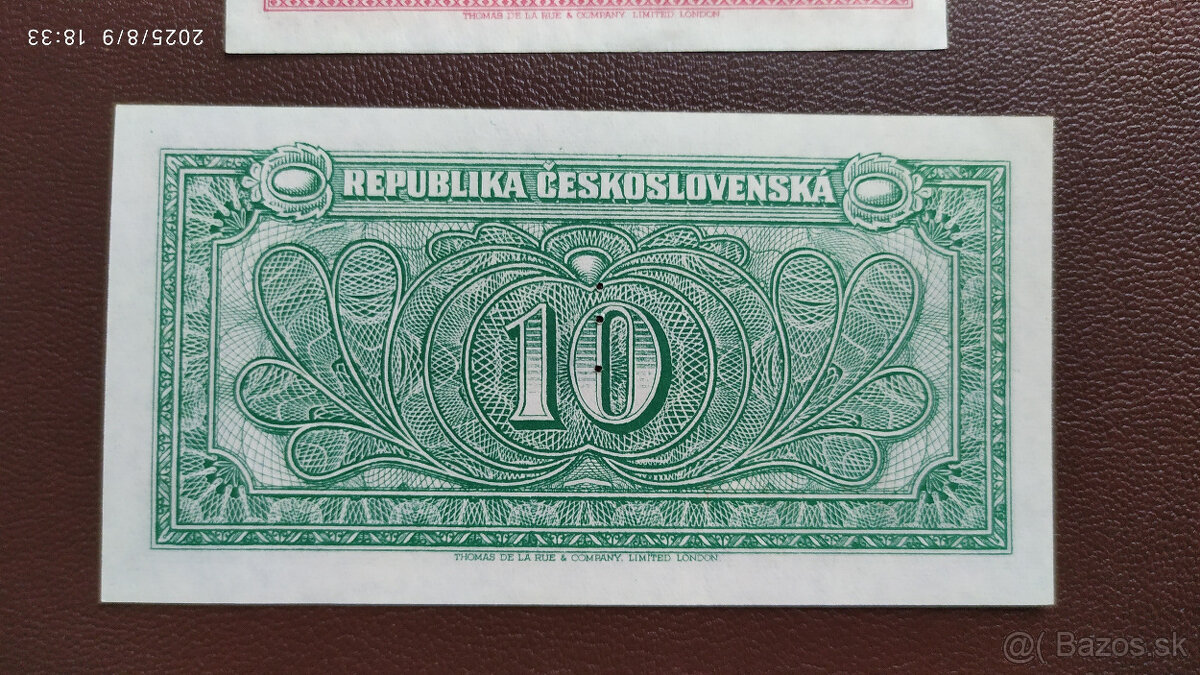 THOMAS DE LA RUE & COMPANY. LIMITED LONDON
2025/8/9 18:33
REPUBLIKA ČESKOSLOVENSKÁ
10
THOMAS DE LA RUE & COMPANY. LIMITED LONDON
@( Bazos.sk